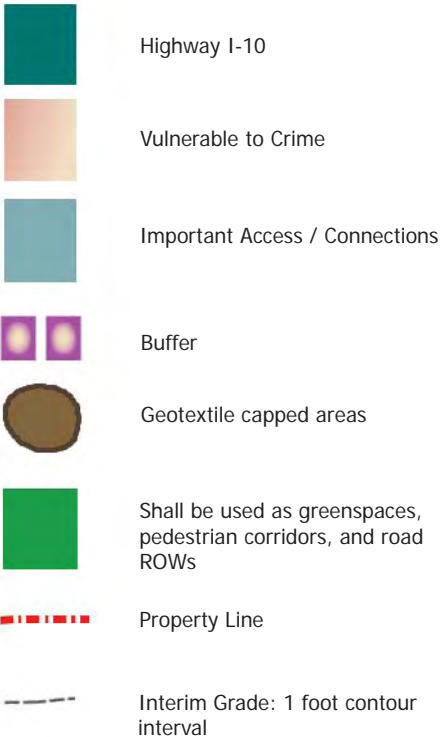 Highway I-10
Vulnerable to Crime
Important Access / Connections
Buffer
Geotextile capped areas
Shall be used as greenspaces,
pedestrian corridors, and road
ROWs
Property Line
Interim Grade: 1 foot contour
interval